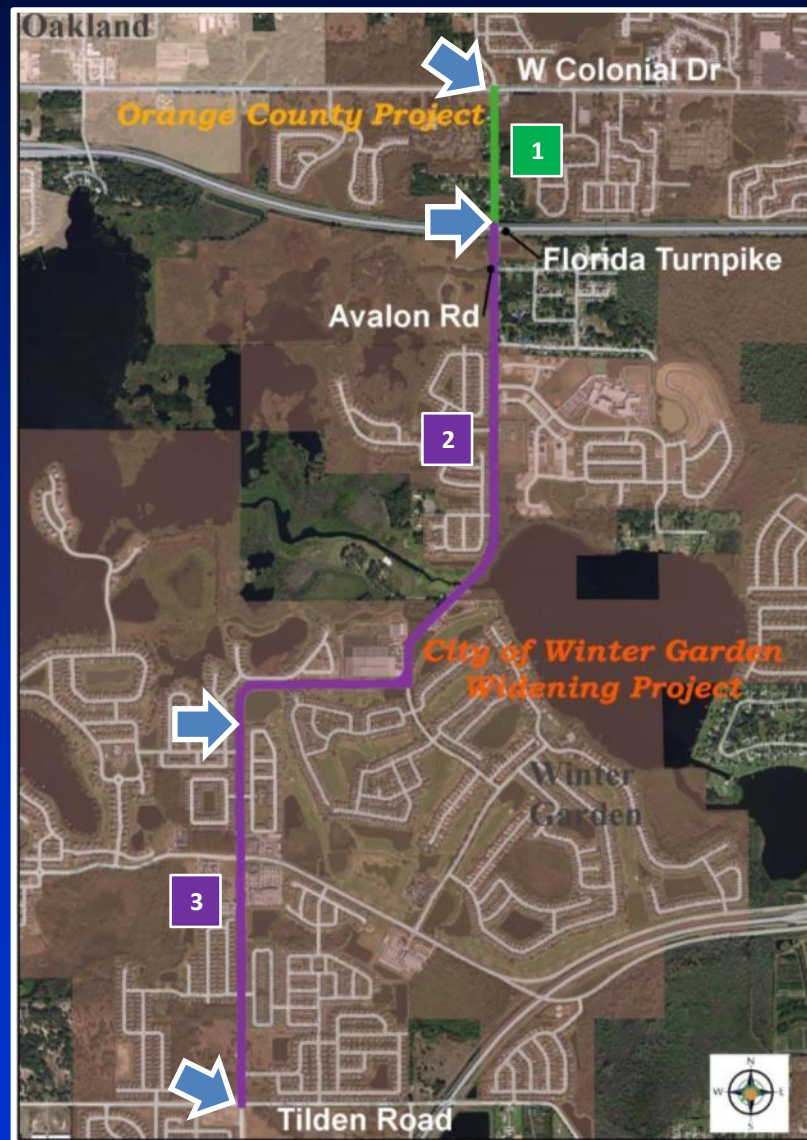 Oakland
W Colonial Dr
Orange County Project
1
Florida Turnpike
Avalon Rd
2
City of Winter Garden
Widening Project
Winter
Garden
3
Tilden Road
N
W
E
S